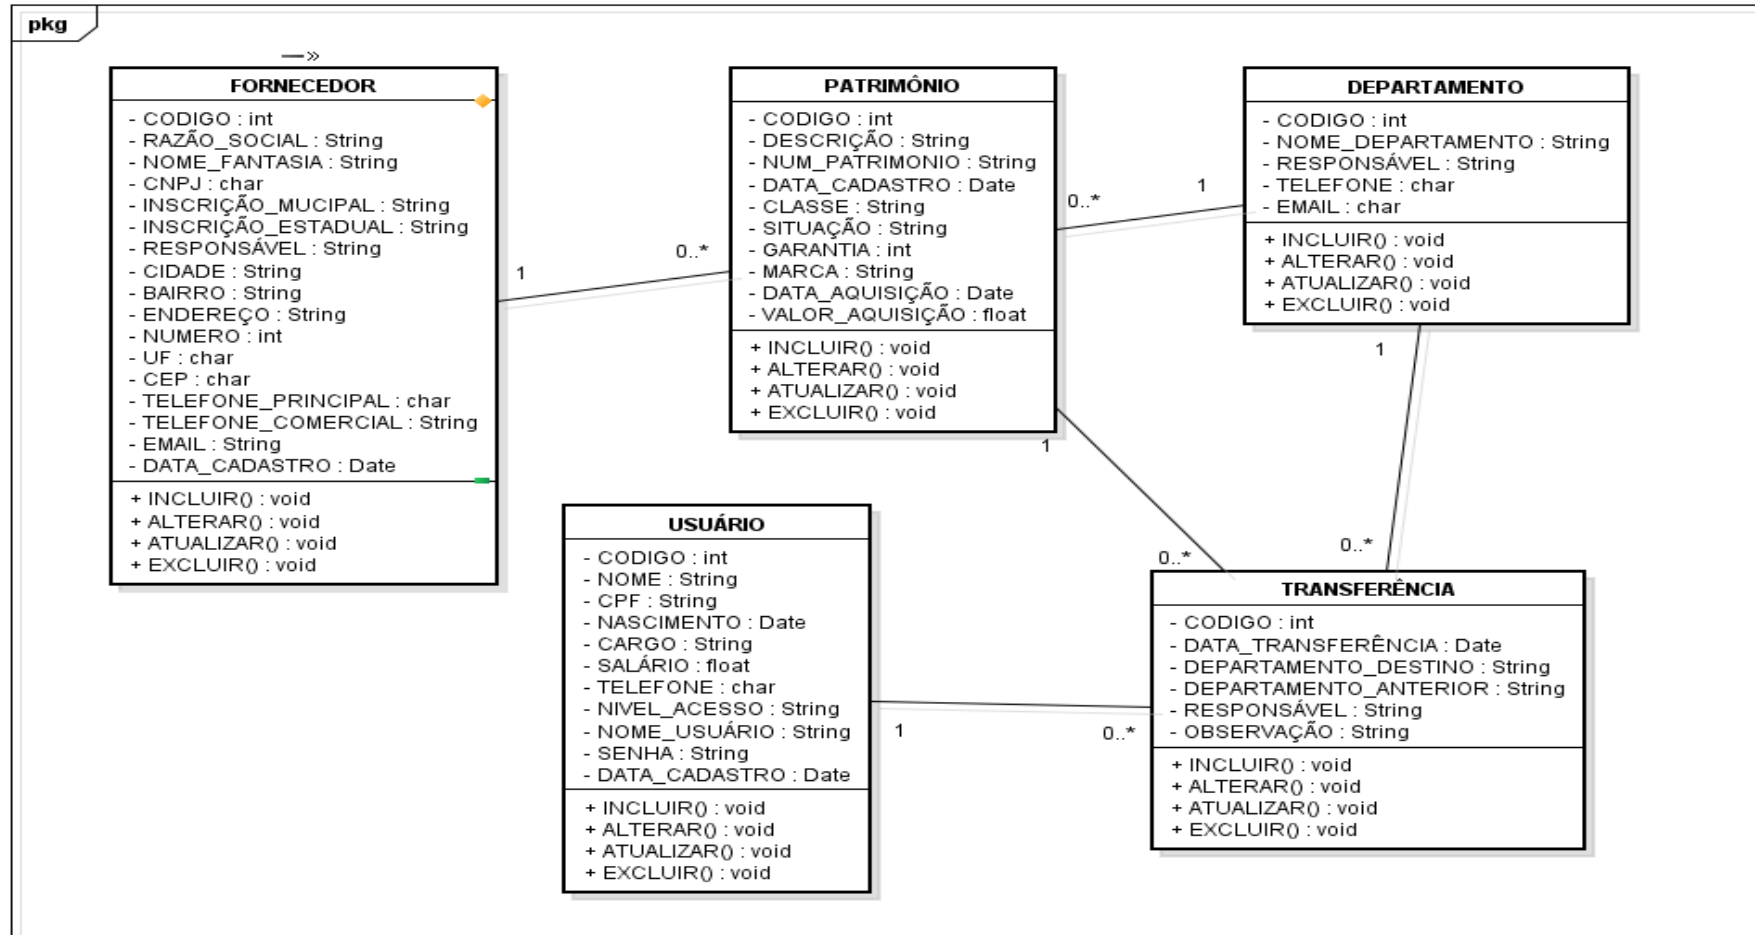 pkg
—»
FORNECEDOR
- CODIGO : int
- RAZÃO_SOCIAL : String
- NOME_FANTASIA : String
- CNPJ : char
- INSCRIÇÃO_MUCIPAL : String
- INSCRIÇÃO_ESTADUAL : String
- RESPONSÁVEL : String
- CIDADE : String
- BAIRRO : String
- ENDEREÇO : String
- NUMERO : int
- UF : char
- CEP : char
- TELEFONE_PRINCIPAL : char
- TELEFONE_COMERCIAL : String
- EMAIL : String
- DATA_CADASTRO : Date
+ INCLUIR() : void
+ ALTERAR() : void
+ ATUALIZAR() : void
+ EXCLUIR() : void
1
0..*
PATRIMÔNIO
- CODIGO : int
- DESCRIÇÃO : String
- NUM_PATRIMONIO : String
- DATA_CADASTRO : Date
- CLASSE : String
- SITUAÇÃO : String
- GARANTIA : int
- MARCA : String
- DATA_AQUISIÇÃO : Date
- VALOR_AQUISIÇÃO : float
+ INCLUIR() : void
+ ALTERAR() : void
+ ATUALIZAR() : void
+ EXCLUIR() : void
0..*
1
DEPARTAMENTO
- CODIGO : int
- NOME_DEPARTAMENTO : String
- RESPONSÁVEL : String
- TELEFONE : char
- EMAIL : char
+ INCLUIR() : void
+ ALTERAR() : void
+ ATUALIZAR() : void
+ EXCLUIR() : void
1
0..*
1
0..*
USUÁRIO
- CODIGO : int
- NOME : String
- CPF : String
- NASCIMENTO : Date
- CARGO : String
- SALÁRIO : float
- TELEFONE : char
- NIVEL_ACESSO : String
- NOME_USUÁRIO : String
- SENHA : String
- DATA_CADASTRO : Date
+ INCLUIR() : void
+ ALTERAR() : void
+ ATUALIZAR() : void
+ EXCLUIR() : void
1
0..*
TRANSFERÊNCIA
- CODIGO : int
- DATA_TRANSFERÊNCIA : Date
- DEPARTAMENTO_DESTINO : String
- DEPARTAMENTO_ANTERIOR : String
- RESPONSÁVEL : String
- OBSERVAÇÃO : String
+ INCLUIR() : void
+ ALTERAR() : void
+ ATUALIZAR() : void
+ EXCLUIR() : void